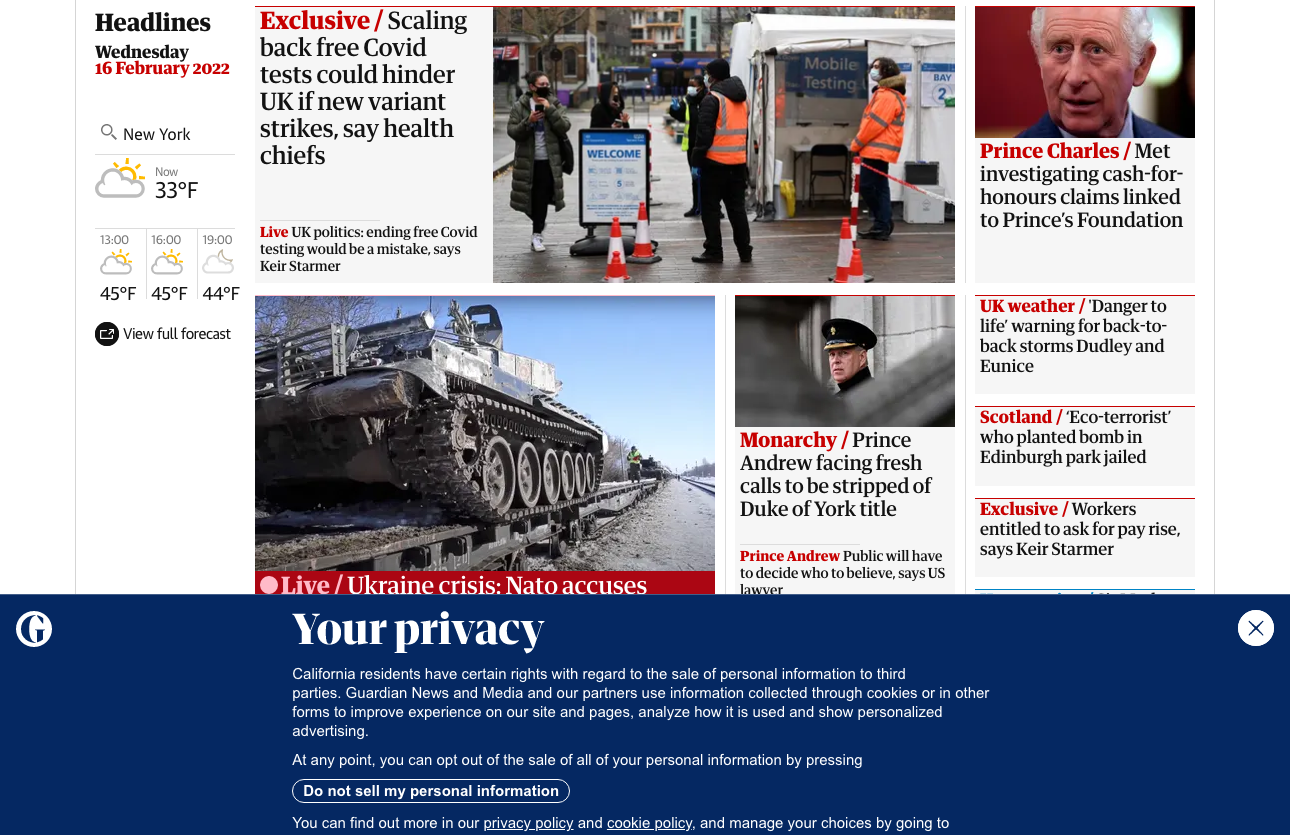 Headlines
Wednesday
16 February 2022
New York
Now
33°F
13:00
16:00
19:00
45°F
45°F
44°F
View full forecast
Exclusive / Scaling
back free Covid
tests could hinder
UK if new variant
strikes, say health
chiefs
Live UK politics: ending free Covid
testing would be a mistake, says
Keir Starmer
Mobile
Testing
BAY
2
WELCOME
Prince Charles / Met
investigating cash-for-
honours claims linked
to Prince’s Foundation
Live / Ukraine crisis: Nato accuses
Monarchy / Prince
Andrew facing fresh
calls to be stripped of
Duke of York title
Prince Andrew Public will have
to decide who to believe, says US
lawyer
UK weather / 'Danger to
life’ warning for back-to-
back storms Dudley and
Eunice
Scotland / ‘Eco-terrorist’
who planted bomb in
Edinburgh park jailed
Exclusive / Workers
entitled to ask for pay rise,
says Keir Starmer
G
Your privacy
California residents have certain rights with regard to the sale of personal information to third
parties. Guardian News and Media and our partners use information collected through cookies or in other
forms to improve experience on our site and pages, analyze how it is used and show personalized
advertising.
At any point, you can opt out of the sale of all of your personal information by pressing
Do not sell my personal information
You can find out more in our privacy policy and cookie policy, and manage your choices by going to